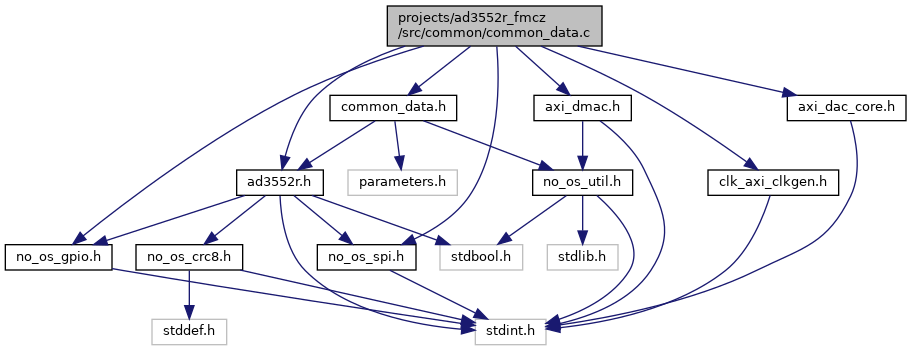 projects/ad3552r_fmcz
/src/common/common_data.c
common_data.h
axi_dmac.h
axi_dac_core.h
ad3552r.h
parameters.h
no_os_util.h
clk_axi_clkgen.h
no_os_gpio.h
no_os_crc8.h
no_os_spi.h
stdbool.h
stdlib.h
stddef.h
stdint.h